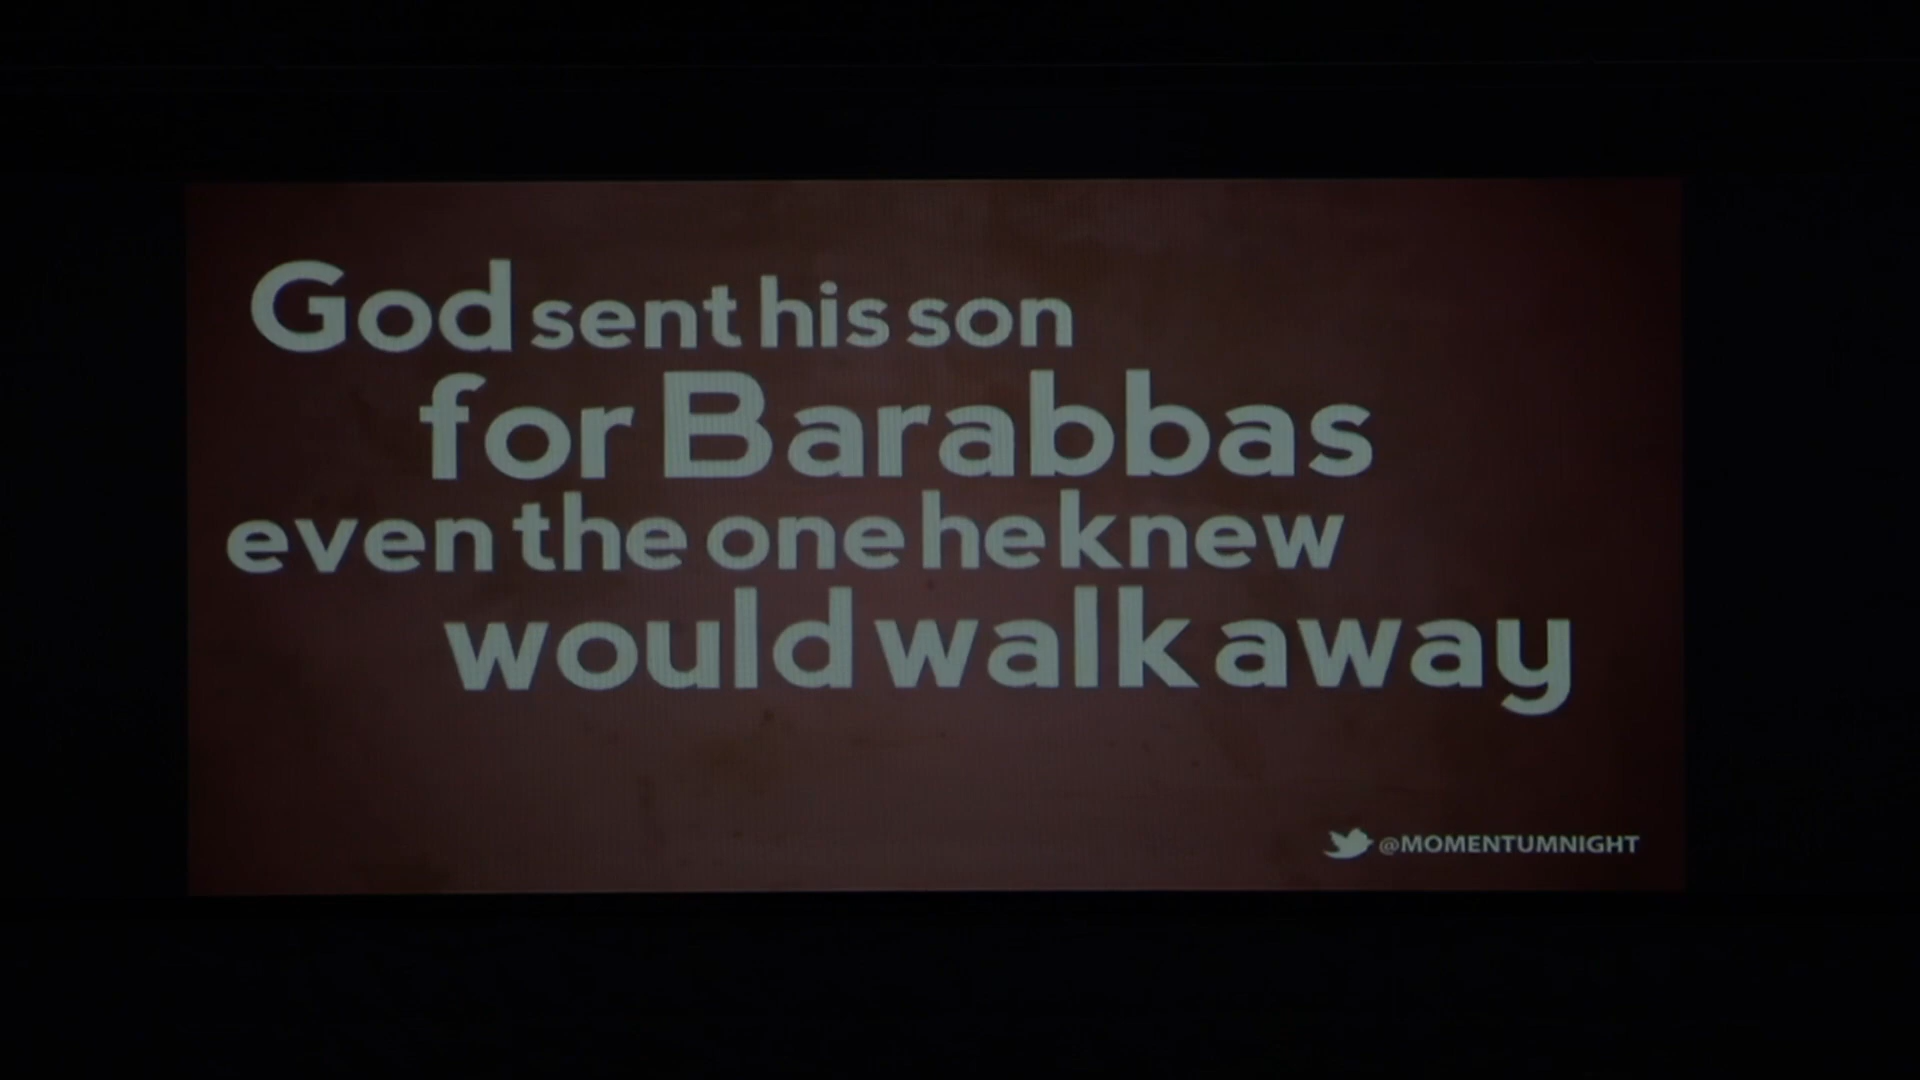 God sent his son
for Barabbas
even the one he knew
would walk away
@MOMENTUMNIGHT